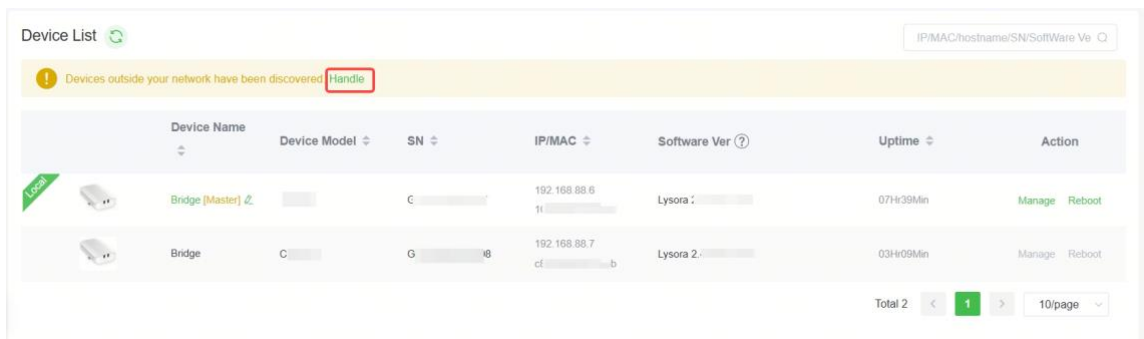 Device List
IP/MAC/hostname/SN/SoftWare Ve
Devices outside your network have been discovered. Handle
Device Name
Device Model
SN
IP/MAC
Software Ver
Uptime
Action
Local
Bridge [Master]
G
192.168.88.6
Lysora
07Hr39Min
Manage Reboot
Bridge
C
G 8
192.168.88.7
b
Lysora 2.
03Hr09Min
Manage Reboot
Total 2
1
10/page